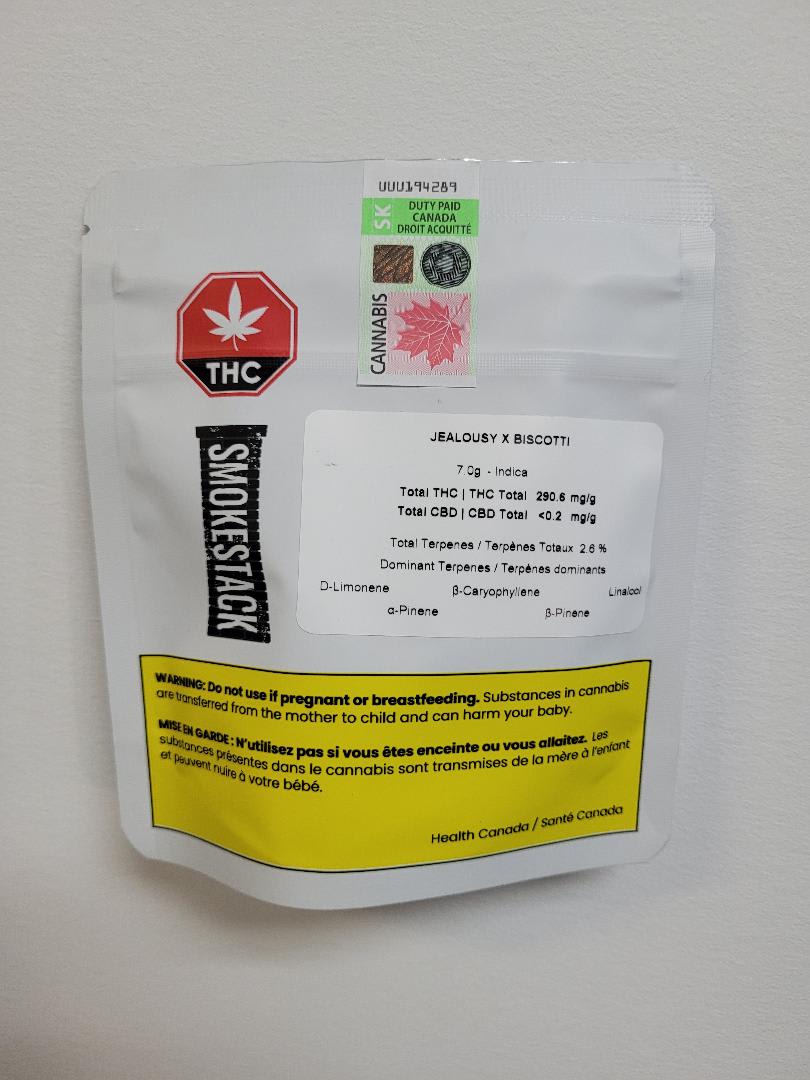 UUU194289
SK
DUTY PAID
CANADA
DROIT ACQUITTÉ
CANNABIS
THC
SMOKESTACK
JEALOUSY X BISCOTTI
7.0g - Indica
Total THC | THC Total 290.6 mg/g
Total CBD | CBD Total <0.2 mg/g
Total Terpenes / Terpènes Totaux 2.6 %
Dominant Terpenes / Terpènes dominants
D-Limonene β-Caryophyllene Linalool
α-Pinene β-Pinene
WARNING: Do not use if pregnant or breastfeeding. Substances in cannabis
are transferred from the mother to child and can harm your baby.
MISE EN GARDE : N'utilisez pas si vous êtes enceinte ou vous allaitez. Les
substances présentes dans le cannabis sont transmises de la mère à l'enfant
et peuvent nuire à votre bébé.
Health Canada / Santé Canada